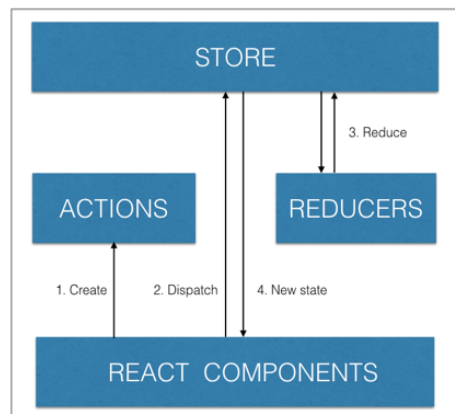 STORE
3. Reduce
ACTIONS
REDUCERS
1. Create
2. Dispatch
4. New state
REACT COMPONENTS